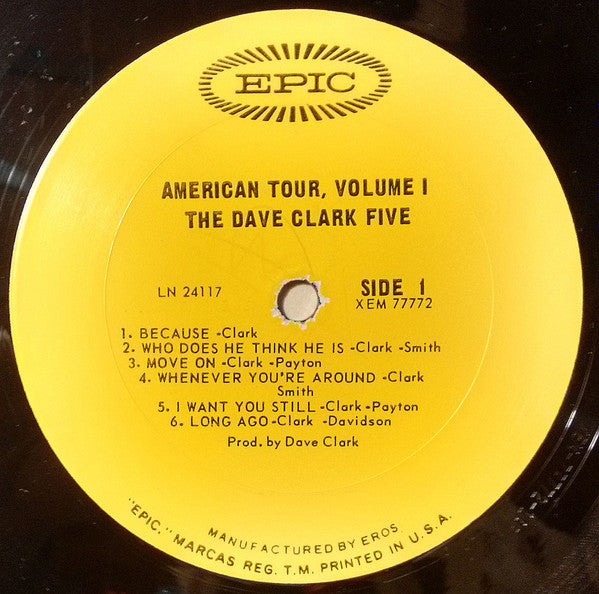 EPIC
AMERICAN TOUR, VOLUME I
THE DAVE CLARK FIVE
LN 24117
SIDE 1
XEM 77772
1. BECAUSE -Clark
2. WHO DOES HE THINK HE IS -Clark -Smith
3. MOVE ON -Clark -Payton
4. WHENEVER YOU'RE AROUND -Clark
Smith
5. I WANT YOU STILL -Clark -Payton
6. LONG AGO -Clark -Davidson
Prod. by Dave Clark
MANUFACTURED BY EROS.
"EPIC," MARCAS REG. T.M. PRINTED IN U.S.A.